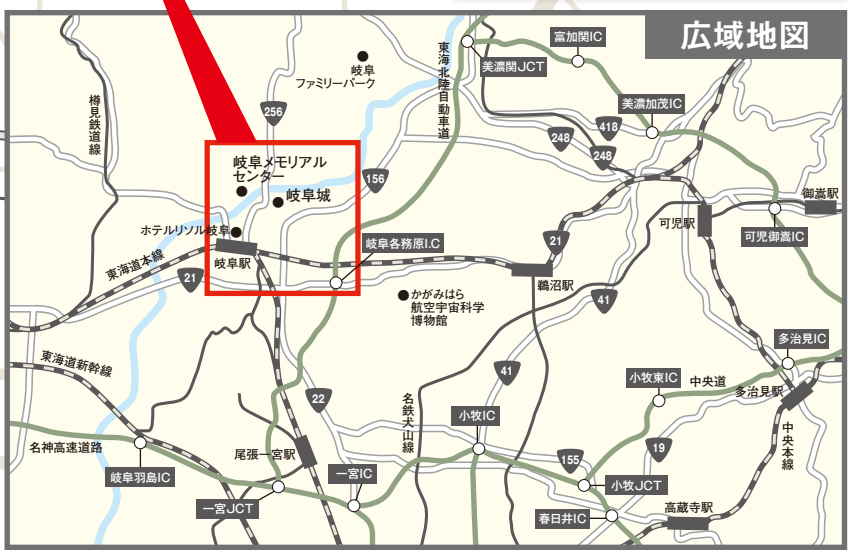 広域地図
富加関IC
岐阜
ファミリーパーク
東海北陸自動車道
美濃関JCT
樽見鉄道線
美濃加茂IC
256
418
248
248
岐阜メモリアル
センター
156
岐阜城
御嵩駅
可児駅
ホテルリソル岐阜
岐阜各務原I.C
21
可児御嵩IC
岐阜駅
東海道本線
21
鵜沼駅
かがみはら
航空宇宙科学
博物館
41
多治見IC
東海道新幹線
41
小牧東IC
中央道
多治見駅
22
名鉄犬山線
小牧IC
中央本線
名神高速道路
尾張一宮駅
19
155
岐阜羽島IC
一宮IC
小牧JCT
一宮JCT
春日井IC
高蔵寺駅